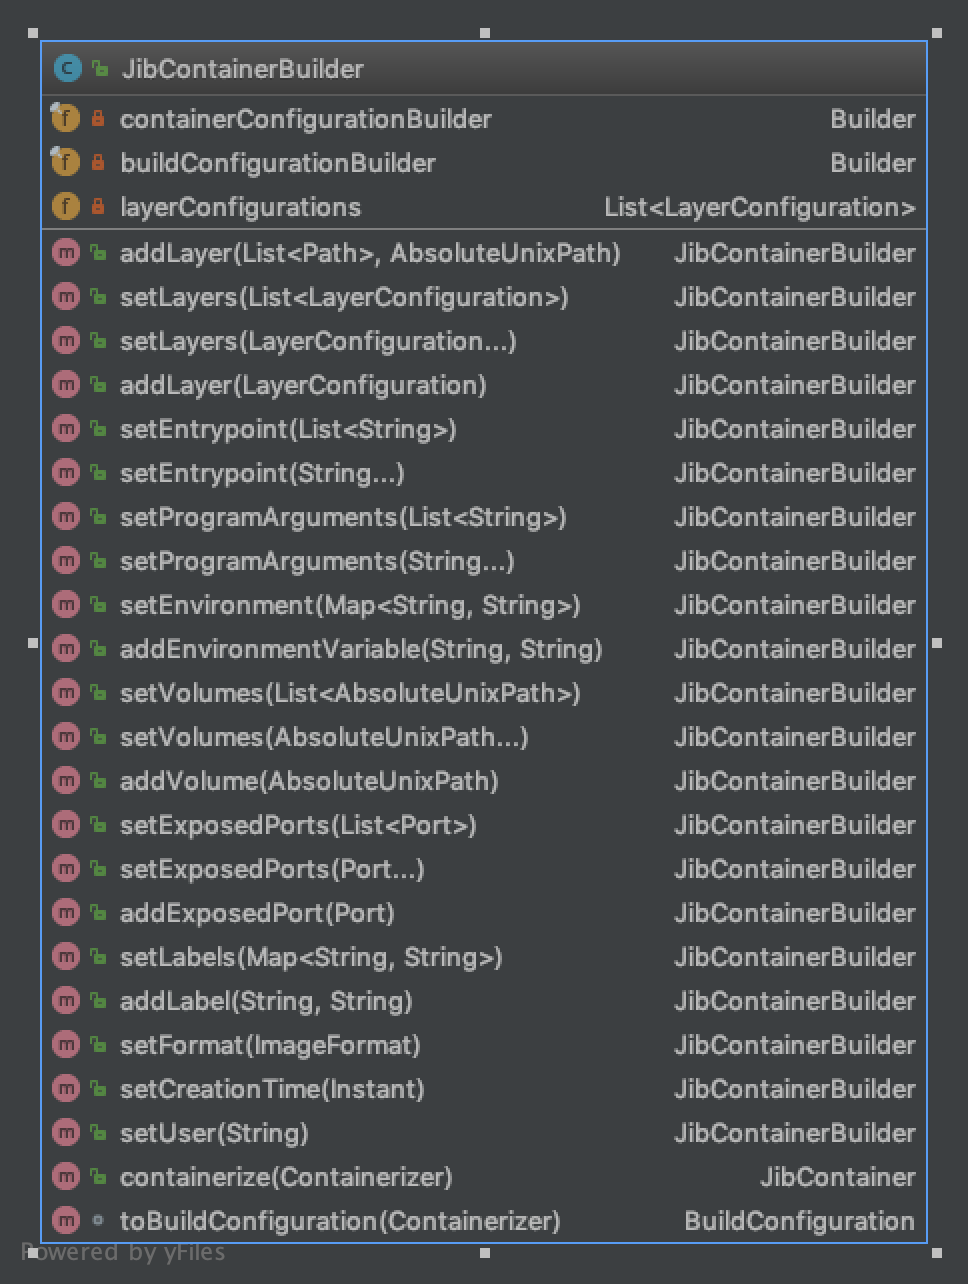 JibContainerBuilder
containerConfigurationBuilder Builder
buildConfigurationBuilder Builder
layerConfigurations List<LayerConfiguration>
addLayer(List<Path>, AbsoluteUnixPath) JibContainerBuilder
setLayers(List<LayerConfiguration>) JibContainerBuilder
setLayers(LayerConfiguration...) JibContainerBuilder
addLayer(LayerConfiguration) JibContainerBuilder
setEntrypoint(List<String>) JibContainerBuilder
setEntrypoint(String...) JibContainerBuilder
setProgramArguments(List<String>) JibContainerBuilder
setProgramArguments(String...) JibContainerBuilder
setEnvironment(Map<String, String>) JibContainerBuilder
addEnvironmentVariable(String, String) JibContainerBuilder
setVolumes(List<AbsoluteUnixPath>) JibContainerBuilder
setVolumes(AbsoluteUnixPath...) JibContainerBuilder
addVolume(AbsoluteUnixPath) JibContainerBuilder
setExposedPorts(List<Port>) JibContainerBuilder
setExposedPorts(Port...) JibContainerBuilder
addExposedPort(Port) JibContainerBuilder
setLabels(Map<String, String>) JibContainerBuilder
addLabel(String, String) JibContainerBuilder
setFormat(ImageFormat) JibContainerBuilder
setCreationTime(Instant) JibContainerBuilder
setUser(String) JibContainerBuilder
containerize(Containerizer) JibContainer
toBuildConfiguration(Containerizer) BuildConfiguration
Powered by yFiles